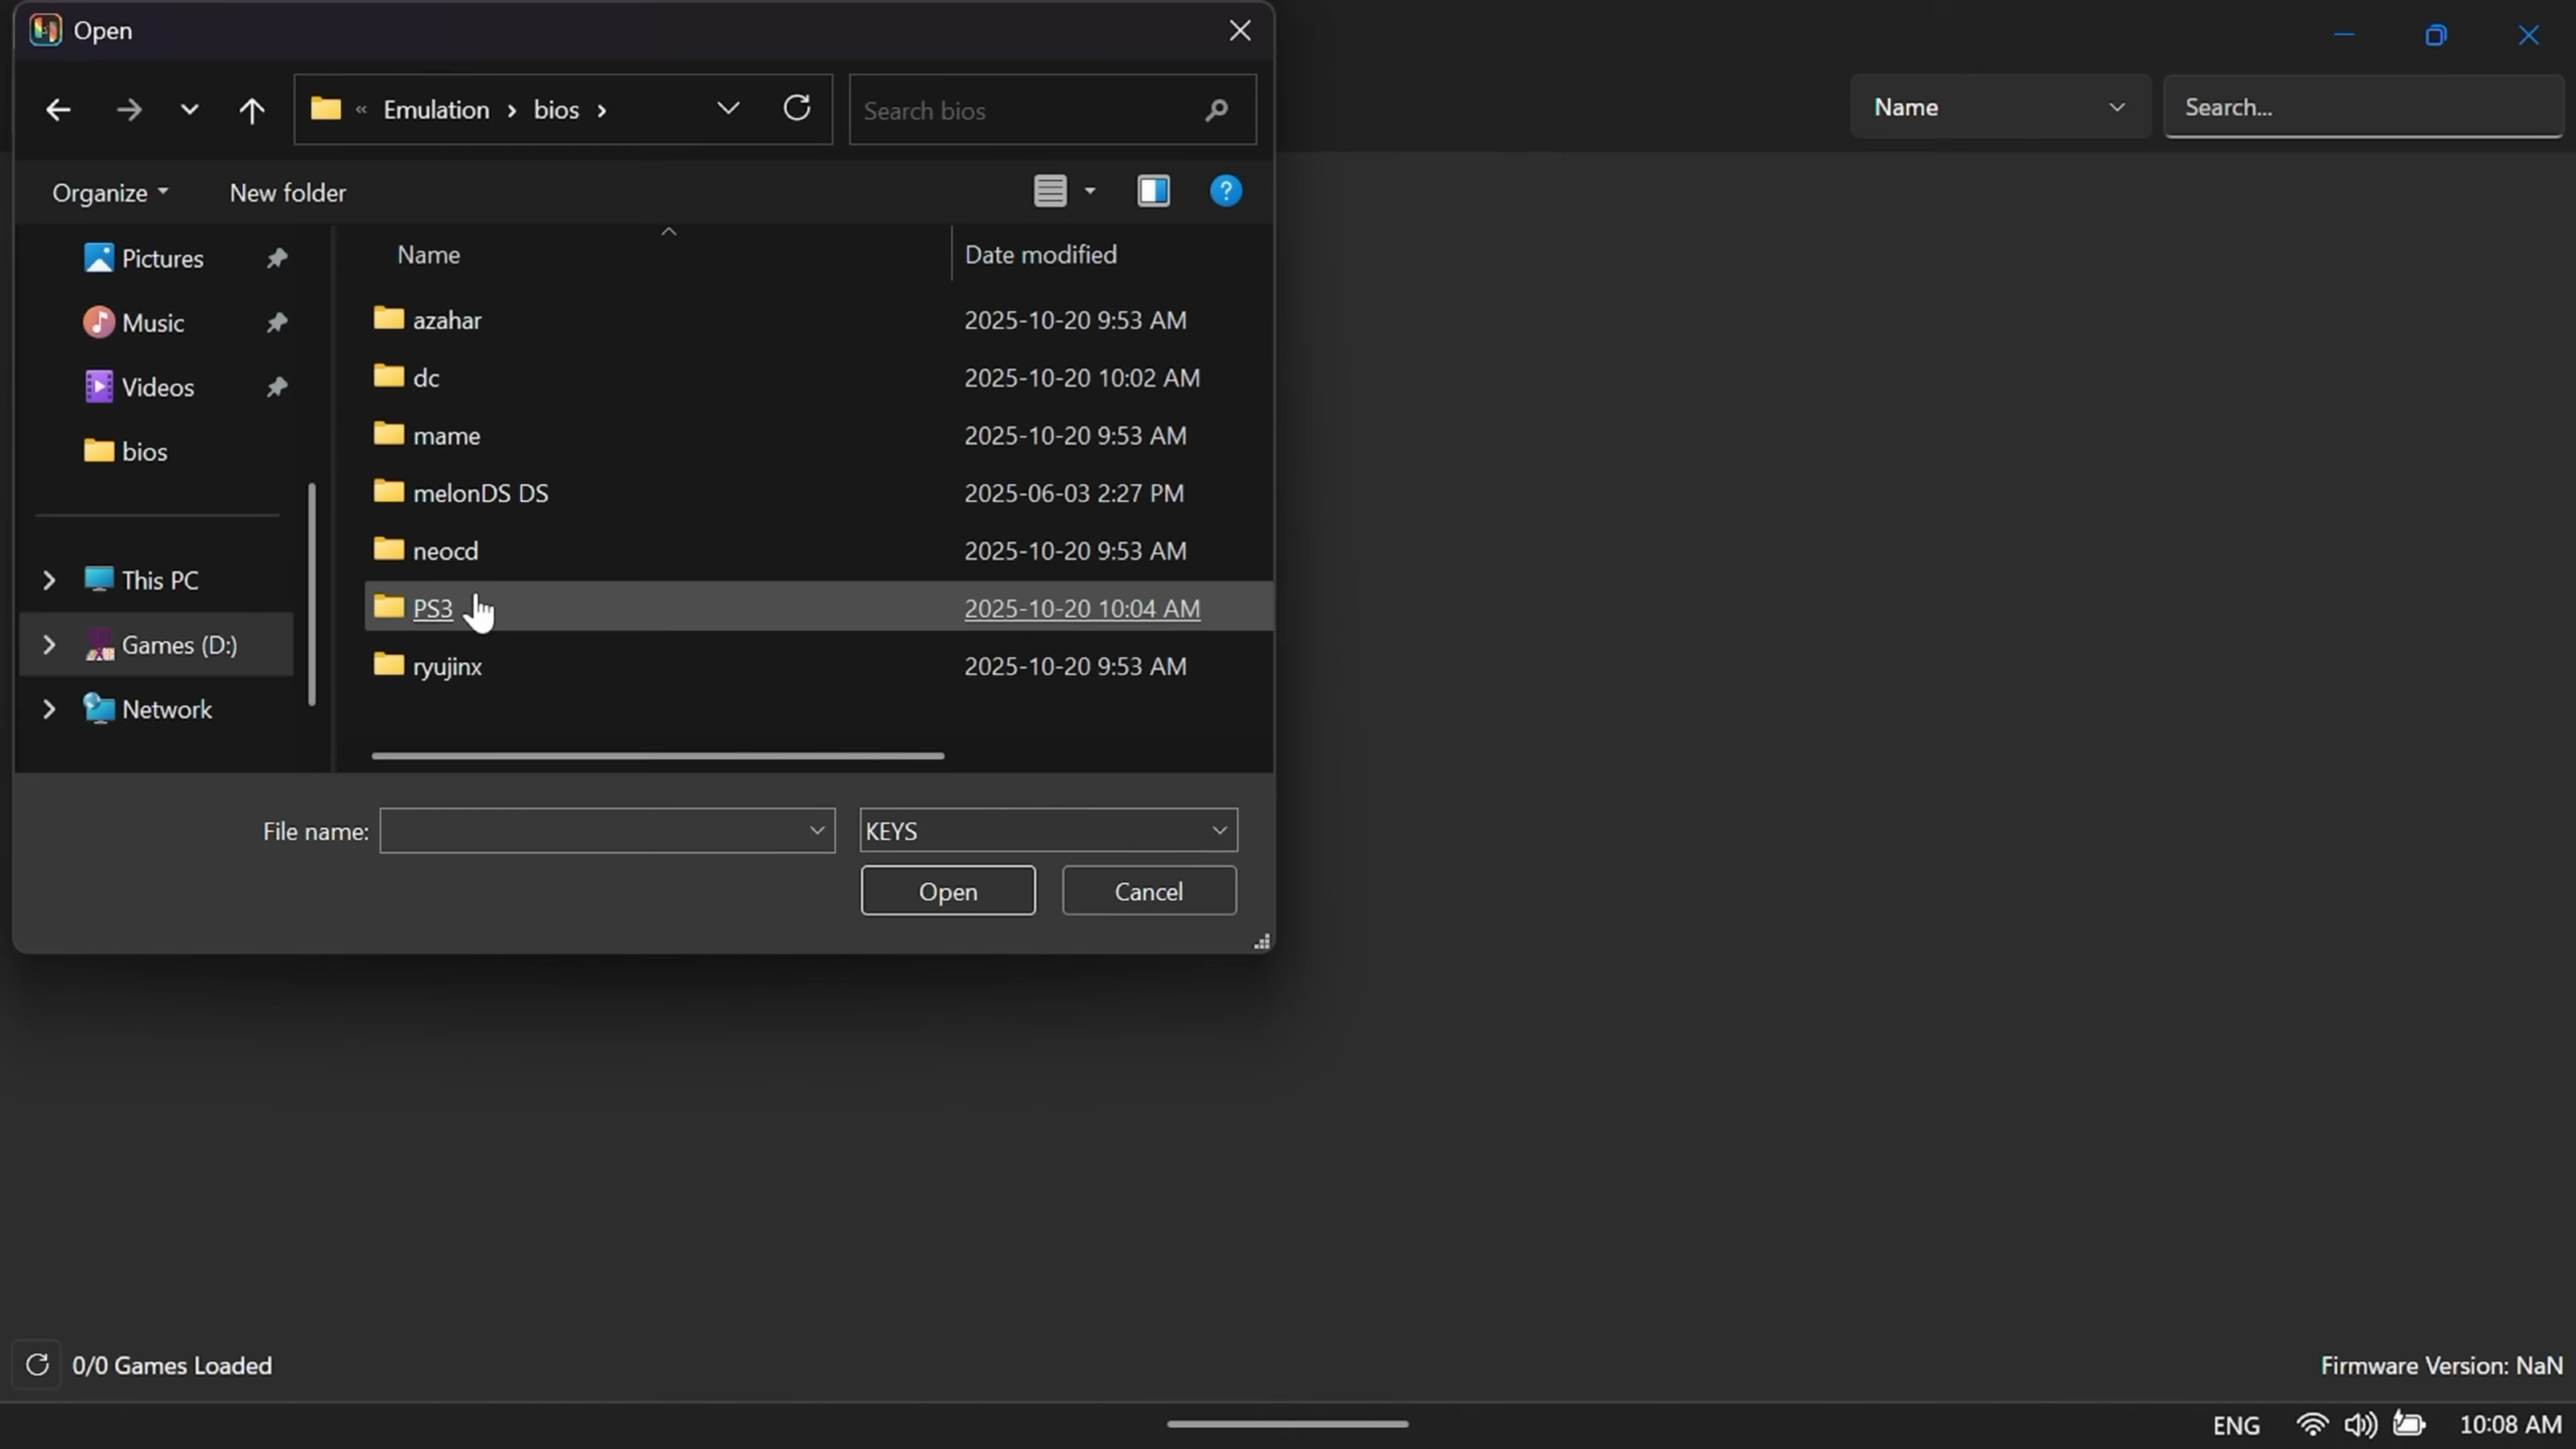 Open
« Emulation › bios ›
Search bios
Name
Search...
Organize
New folder
Pictures
Music
Videos
bios
This PC
Games (D:)
Network
Name
Date modified
azahar 2025-10-20 9:53 AM
dc 2025-10-20 10:02 AM
mame 2025-10-20 9:53 AM
melonDS DS 2025-06-03 2:27 PM
neocd 2025-10-20 9:53 AM
PS3 2025-10-20 10:04 AM
ryujinx 2025-10-20 9:53 AM
File name:
KEYS
Open
Cancel
0/0 Games Loaded
Firmware Version: NaN
ENG
10:08 AM